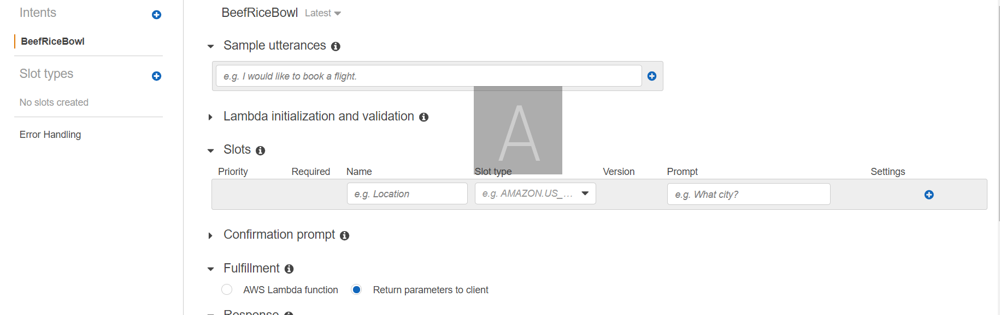 Intents
BeefRiceBowl
Slot types
No slots created
Error Handling
BeefRiceBowl Latest
Sample utterances
e.g. I would like to book a flight.
A
Lambda initialization and validation
Slots
Priority Required Name Slot type Version Prompt Settings
e.g. Location e.g. AMAZON.US_... e.g. What city?
Confirmation prompt
Fulfillment
AWS Lambda function Return parameters to client
Response